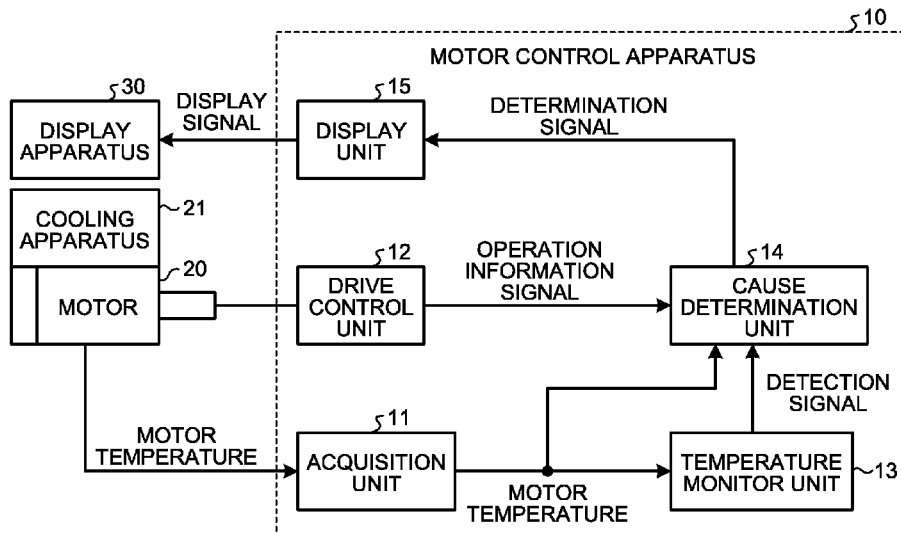 10
MOTOR CONTROL APPARATUS
30
DISPLAY
APPARATUS
DISPLAY
SIGNAL
15
DISPLAY
UNIT
DETERMINATION
SIGNAL
COOLING
APPARATUS
21
20
MOTOR
12
DRIVE
CONTROL
UNIT
OPERATION
INFORMATION
SIGNAL
14
CAUSE
DETERMINATION
UNIT
DETECTION
SIGNAL
MOTOR
TEMPERATURE
11
ACQUISITION
UNIT
MOTOR
TEMPERATURE
TEMPERATURE
MONITOR UNIT
13